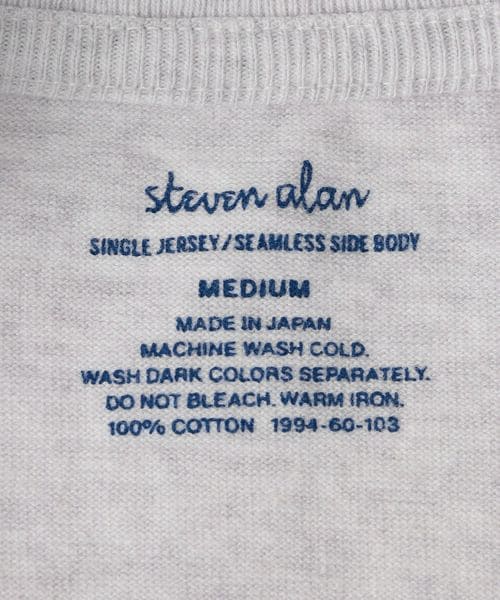 steven alan
SINGLE JERSEY/SEAMLESS SIDE BODY
MEDIUM
MADE IN JAPAN
MACHINE WASH COLD.
WASH DARK COLORS SEPARATELY.
DO NOT BLEACH. WARM IRON.
100% COTTON 1994-60-103